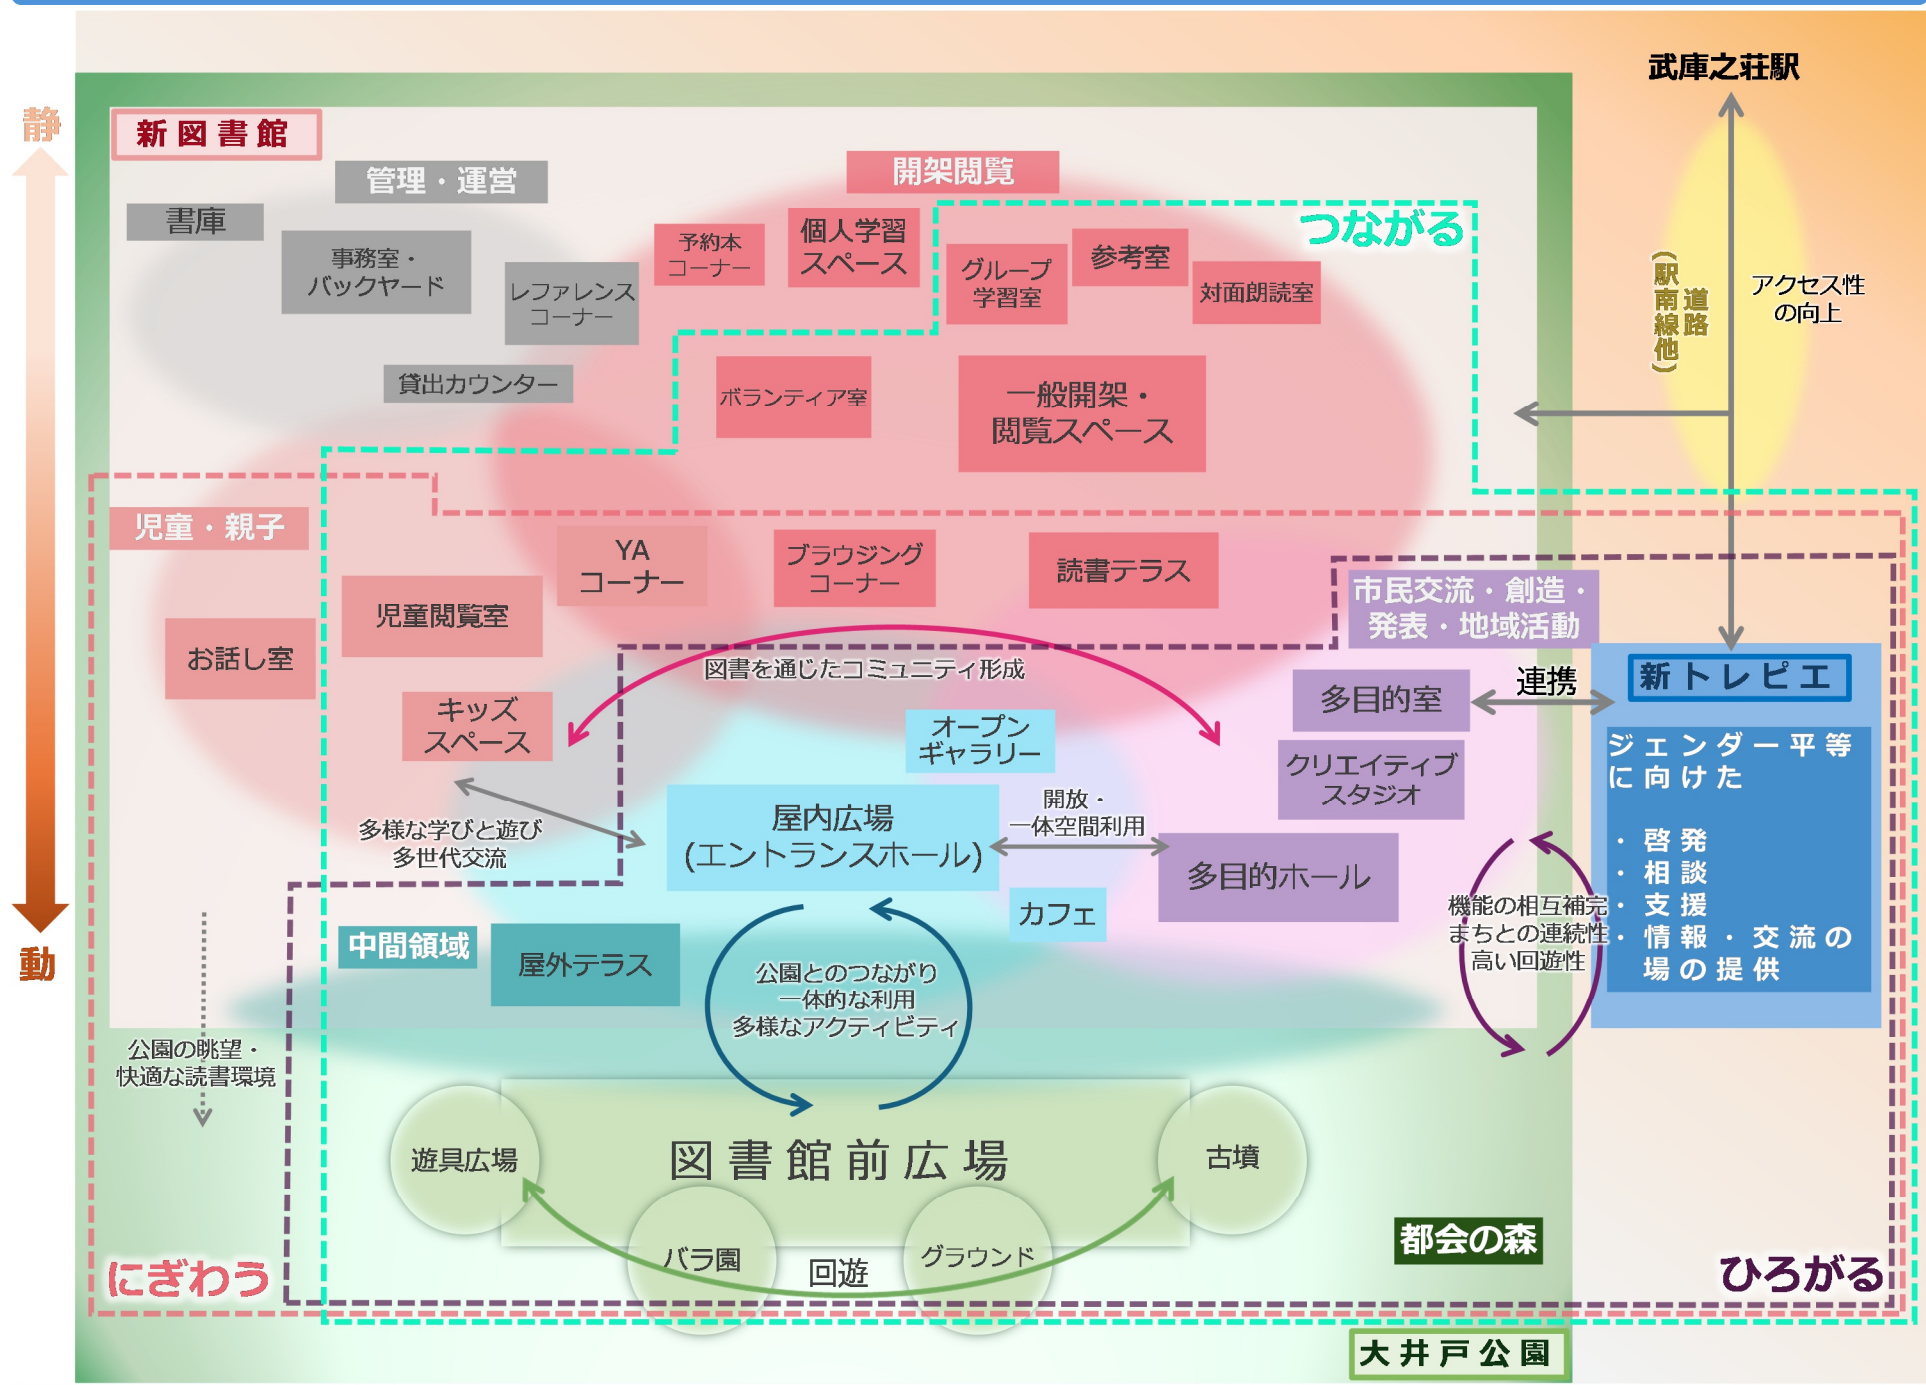 武庫之荘駅
静
新図書館
管理・運営
開架閲覧
書庫
事務室・
バックヤード
レファレンス
コーナー
貸出カウンター
予約本
コーナー
個人学習
スペース
つながる
グループ
学習室
参考室
対面朗読室
ボランティア室
一般開架・
閲覧スペース
道路
(駅南線他)
アクセス性
の向上
児童・親子
YA
コーナー
ブラウジング
コーナー
読書テラス
児童閲覧室
お話し室
キッズ
スペース
市民交流・創造・
発表・地域活動
図書を通じたコミュニティ形成
多目的室
連携
新トレピエ
オープン
ギャラリー
クリエイティブ
スタジオ
ジェンダー平等
に向けた
・啓発
・相談
・支援
・情報・交流の
場の提供
屋内広場
(エントランスホール)
開放・
一体空間利用
多目的ホール
多様な学びと遊び
多世代交流
カフェ
機能の相互補完
まちとの連続性
高い回遊性
動
中間領域
屋外テラス
公園とのつながり
一体的な利用
多様なアクティビティ
公園の眺望・
快適な読書環境
遊具広場
図書館前広場
古墳
バラ園
回遊
グラウンド
都会の森
にぎわう
ひろがる
大井戸公園